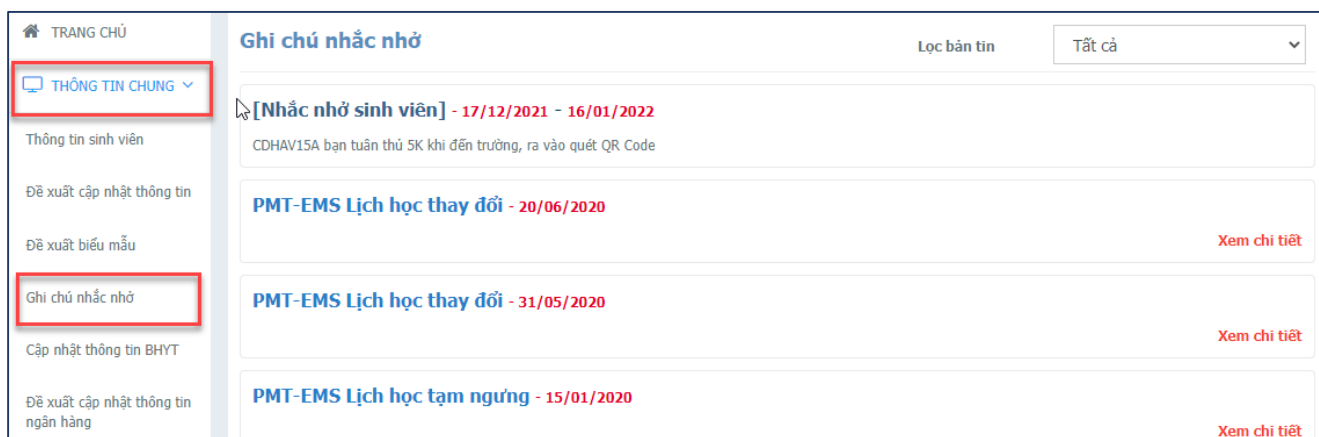 TRANG CHỦ
THÔNG TIN CHUNG
Thông tin sinh viên
Đề xuất cập nhật thông tin
Đề xuất biểu mẫu
Ghi chú nhắc nhở
Cập nhật thông tin BHYT
Đề xuất cập nhật thông tin
ngân hàng
Ghi chú nhắc nhở
Lọc bản tin
Tất cả
[Nhắc nhở sinh viên] - 17/12/2021 - 16/01/2022
CDHAV15A bạn tuân thủ 5K khi đến trường, ra vào quét QR Code
PMT-EMS Lịch học thay đổi - 20/06/2020
Xem chi tiết
PMT-EMS Lịch học thay đổi - 31/05/2020
Xem chi tiết
PMT-EMS Lịch học tạm ngưng - 15/01/2020
Xem chi tiết